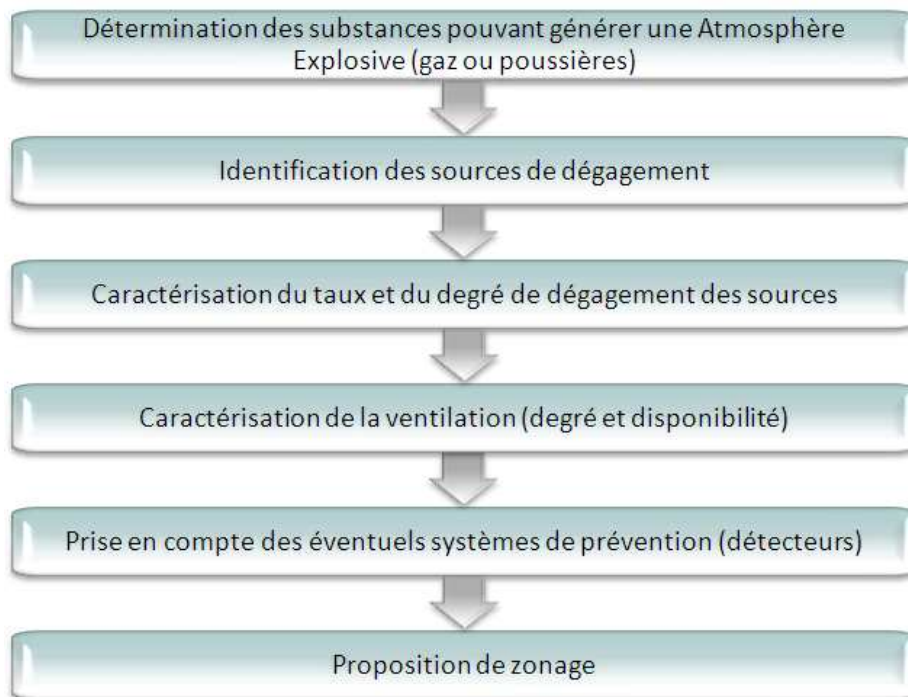 Détermination des substances pouvant générer une Atmosphère
Explosive (gaz ou poussières)
Identification des sources de dégagement
Caractérisation du taux et du degré de dégagement des sources
Caractérisation de la ventilation (degré et disponibilité)
Prise en compte des éventuels systèmes de prévention (détecteurs)
Proposition de zonage